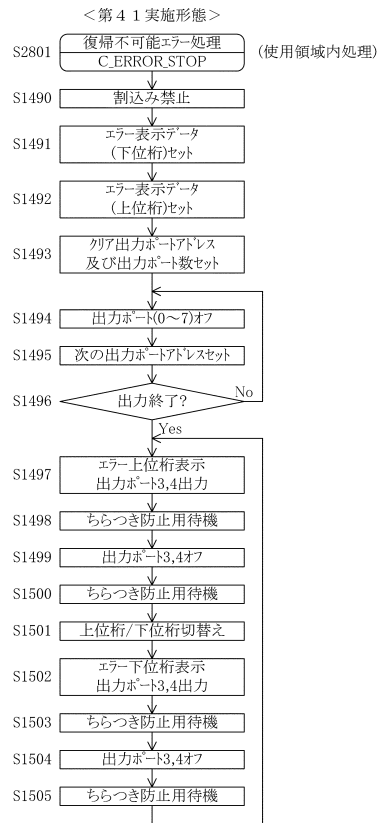 ＜第４１実施形態＞
S2801 復帰不可能エラー処理 (使用領域内処理)
C_ERROR_STOP
S1490 割込み禁止
S1491 エラー表示データ
(下位桁)セット
S1492 エラー表示データ
(上位桁)セット
S1493 クリア出力ポートアドレス
及び出力ポート数セット
S1494 出力ポート(0～7)オフ
S1495 次の出力ポートアドレスセット
S1496 出力終了? No
Yes
S1497 エラー上位桁表示
出力ポート3,4出力
S1498 ちらつき防止用待機
S1499 出力ポート3,4オフ
S1500 ちらつき防止用待機
S1501 上位桁/下位桁切替え
S1502 エラー下位桁表示
出力ポート3,4出力
S1503 ちらつき防止用待機
S1504 出力ポート3,4オフ
S1505 ちらつき防止用待機